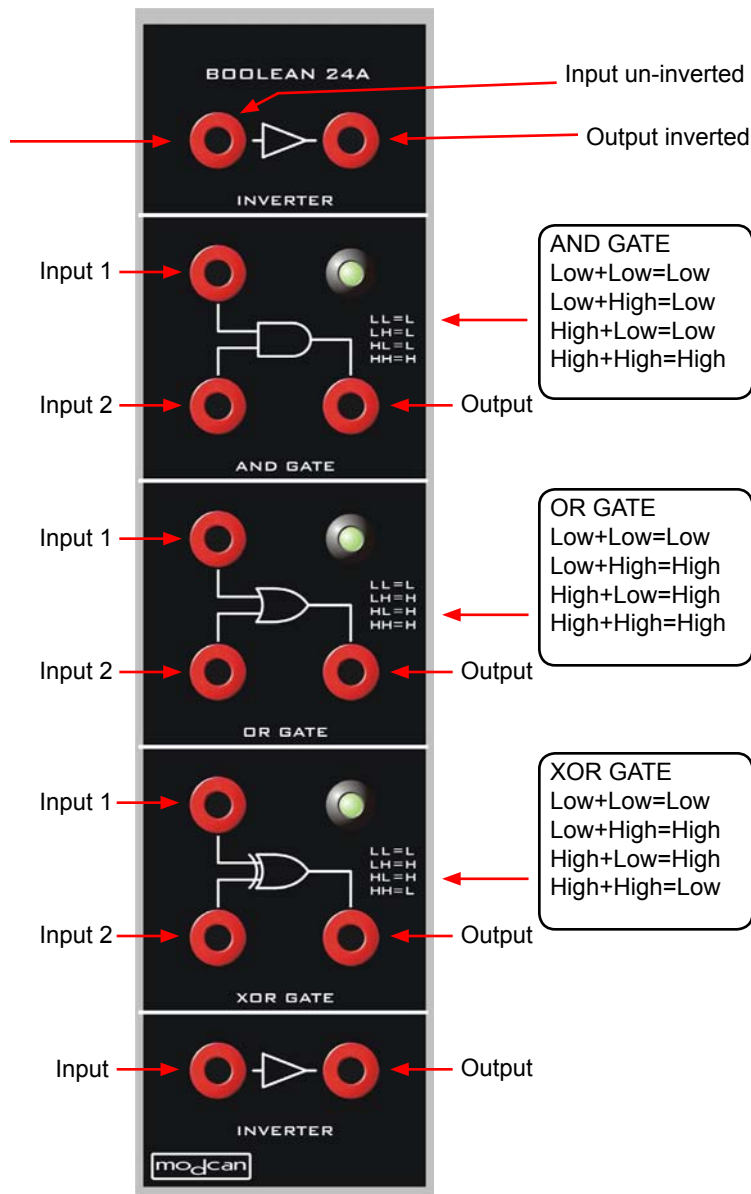 BOOLEAN 24A
Input un-inverted
Output inverted
INVERTER
Input 1
AND GATE
Low+Low=Low
Low+High=Low
High+Low=Low
High+High=High
LL=L
LH=L
HL=L
HH=H
Input 2
Output
AND GATE
Input 1
OR GATE
Low+Low=Low
Low+High=High
High+Low=High
High+High=High
LL=L
LH=H
HL=H
HH=H
Input 2
Output
OR GATE
Input 1
XOR GATE
Low+Low=Low
Low+High=High
High+Low=High
High+High=Low
LL=L
LH=H
HL=H
HH=L
Input 2
Output
XOR GATE
Input
Output
INVERTER
modcan